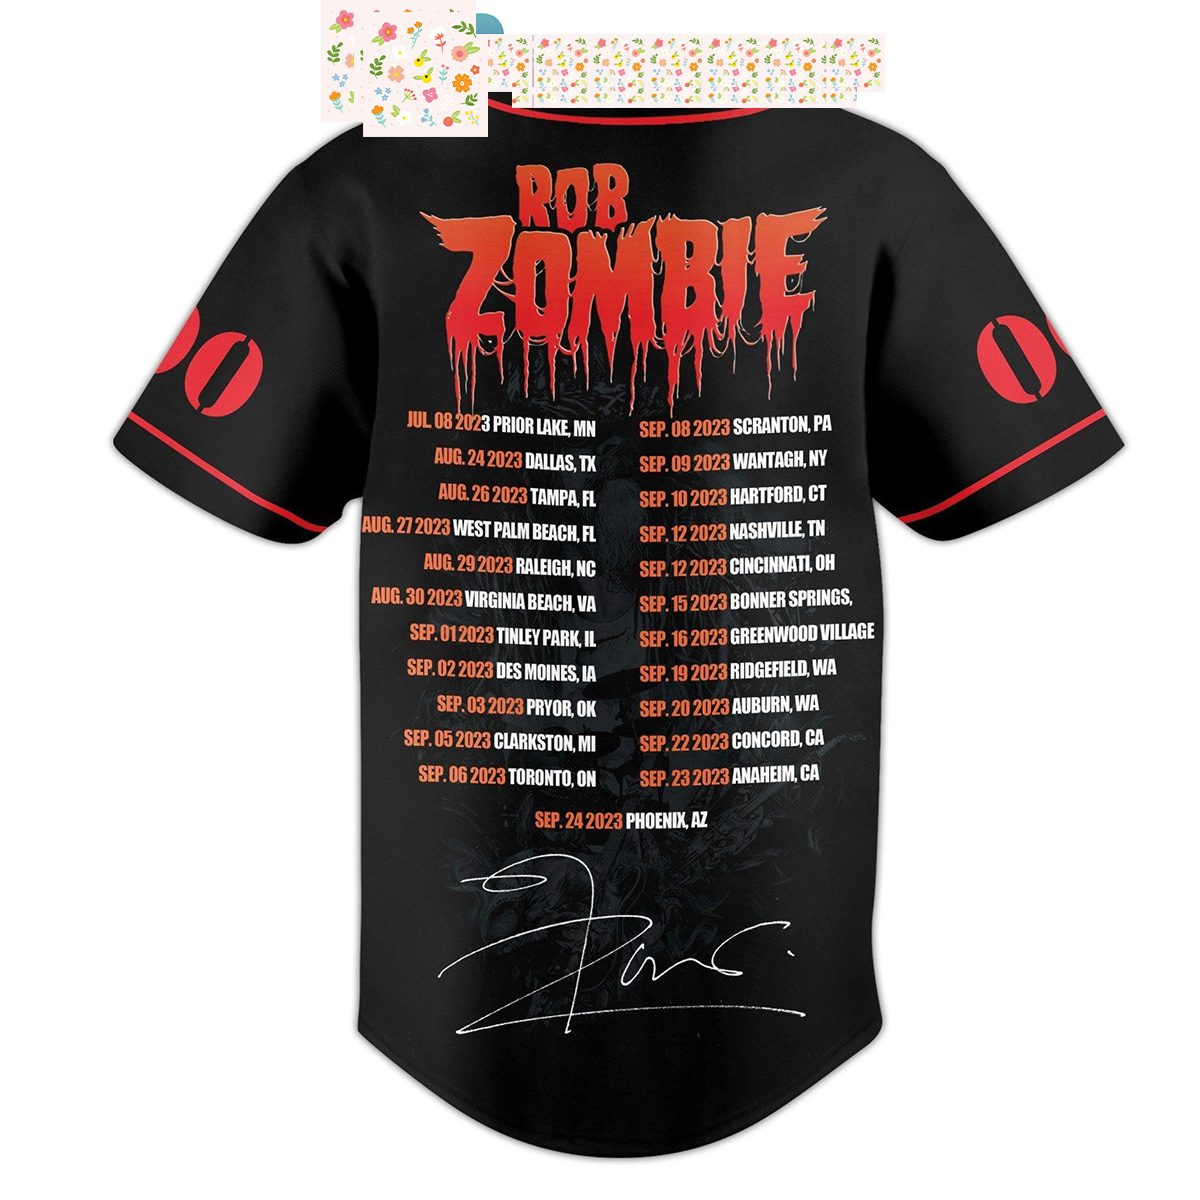 ROB
ZOMBIE
00
0
JUL. 08 2023 PRIOR LAKE, MN
AUG. 24 2023 DALLAS, TX
AUG. 26 2023 TAMPA, FL
AUG. 27 2023 WEST PALM BEACH, FL
AUG. 29 2023 RALEIGH, NC
AUG. 30 2023 VIRGINIA BEACH, VA
SEP. 01 2023 TINLEY PARK, IL
SEP. 02 2023 DES MOINES, IA
SEP. 03 2023 PRYOR, OK
SEP. 05 2023 CLARKSTON, MI
SEP. 06 2023 TORONTO, ON
SEP. 08 2023 SCRANTON, PA
SEP. 09 2023 WANTAGH, NY
SEP. 10 2023 HARTFORD, CT
SEP. 12 2023 NASHVILLE, TN
SEP. 12 2023 CINCINNATI, OH
SEP. 15 2023 BONNER SPRINGS,
SEP. 16 2023 GREENWOOD VILLAGE
SEP. 19 2023 RIDGEFIELD, WA
SEP. 20 2023 AUBURN, WA
SEP. 22 2023 CONCORD, CA
SEP. 23 2023 ANAHEIM, CA
SEP. 24 2023 PHOENIX, AZ